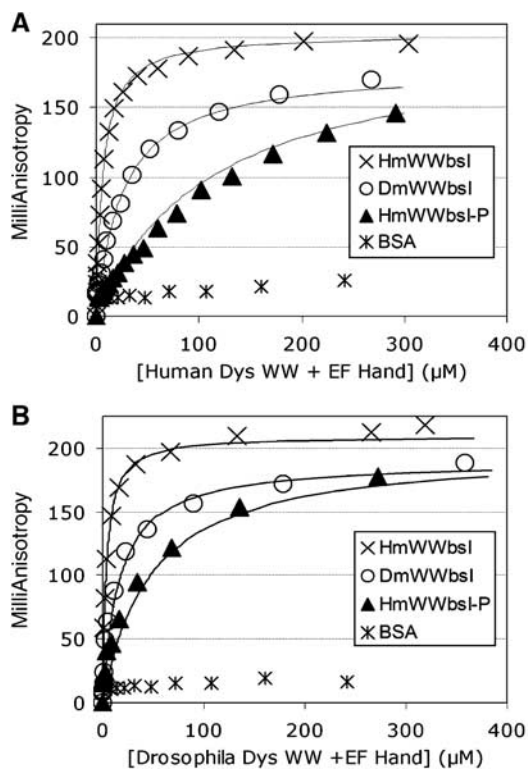 A
200
150
100
50
0
MilliAnisotropy
HmWWbsI
DmWWbsI
HmWWbsI-P
BSA
0 100 200 300 400
[Human Dys WW + EF Hand] (µM)
B
200
150
100
50
0
MilliAnisotropy
HmWWbsI
DmWWbsI
HmWWbsI-P
BSA
0 100 200 300 400
[Drosophila Dys WW +EF Hand] (µM)